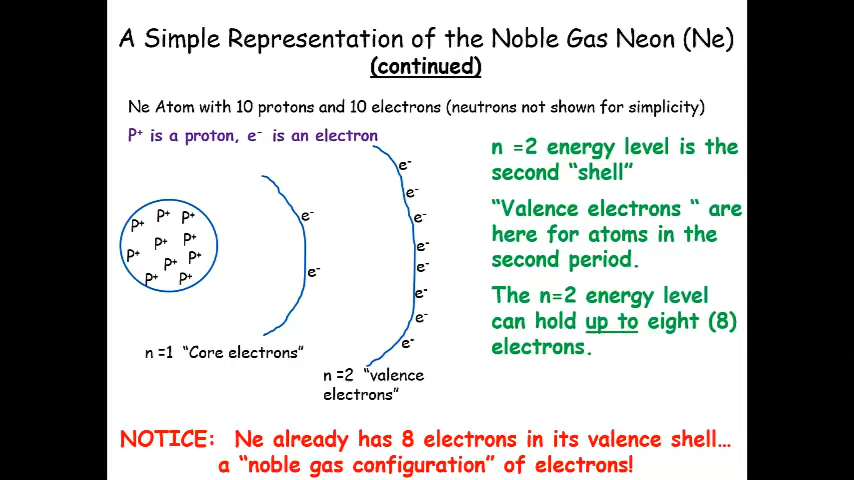 A Simple Representation of the Noble Gas Neon (Ne)
(continued)
Ne Atom with 10 protons and 10 electrons (neutrons not shown for simplicity)
P⁺ is a proton, e⁻ is an electron
P⁺ P⁺ P⁺
P⁺ P⁺
P⁺ P⁺ P⁺
P⁺ P⁺
e⁻
e⁻
n =1 “Core electrons”
e⁻
e⁻
e⁻
e⁻
e⁻
e⁻
e⁻
e⁻
n =2 “valence
electrons”
n =2 energy level is the
second “shell”
“Valence electrons “ are
here for atoms in the
second period.
The n=2 energy level
can hold up to eight (8)
electrons.
NOTICE: Ne already has 8 electrons in its valence shell…
a “noble gas configuration” of electrons!